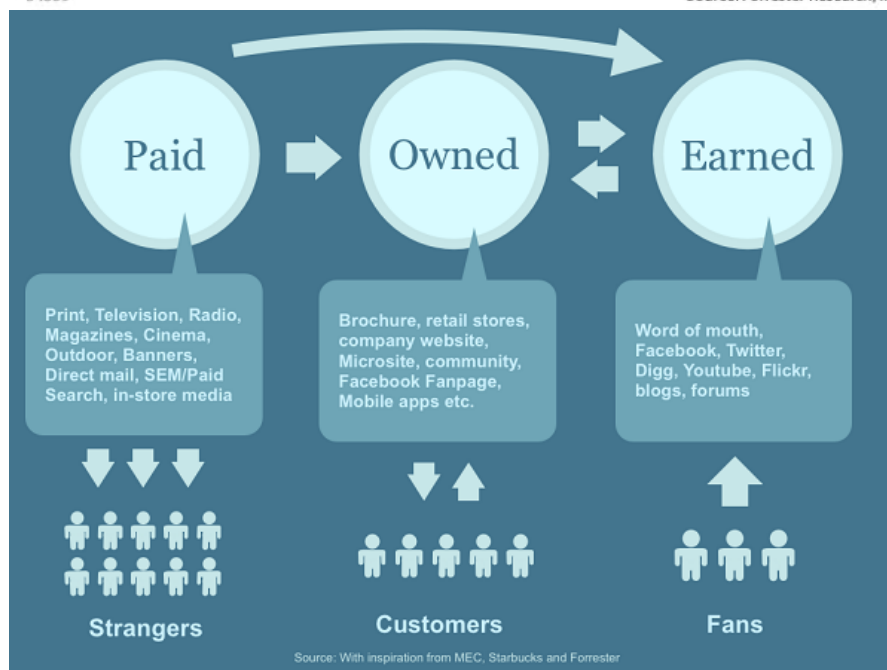 Paid
Owned
Earned
Print, Television, Radio,
Magazines, Cinema,
Outdoor, Banners,
Direct mail, SEM/Paid
Search, in-store media
Brochure, retail stores,
company website,
Microsite, community,
Facebook Fanpage,
Mobile apps etc.
Word of mouth,
Facebook, Twitter,
Digg, Youtube, Flickr,
blogs, forums
Strangers
Customers
Fans
Source: With inspiration from MEC, Starbucks and Forrester